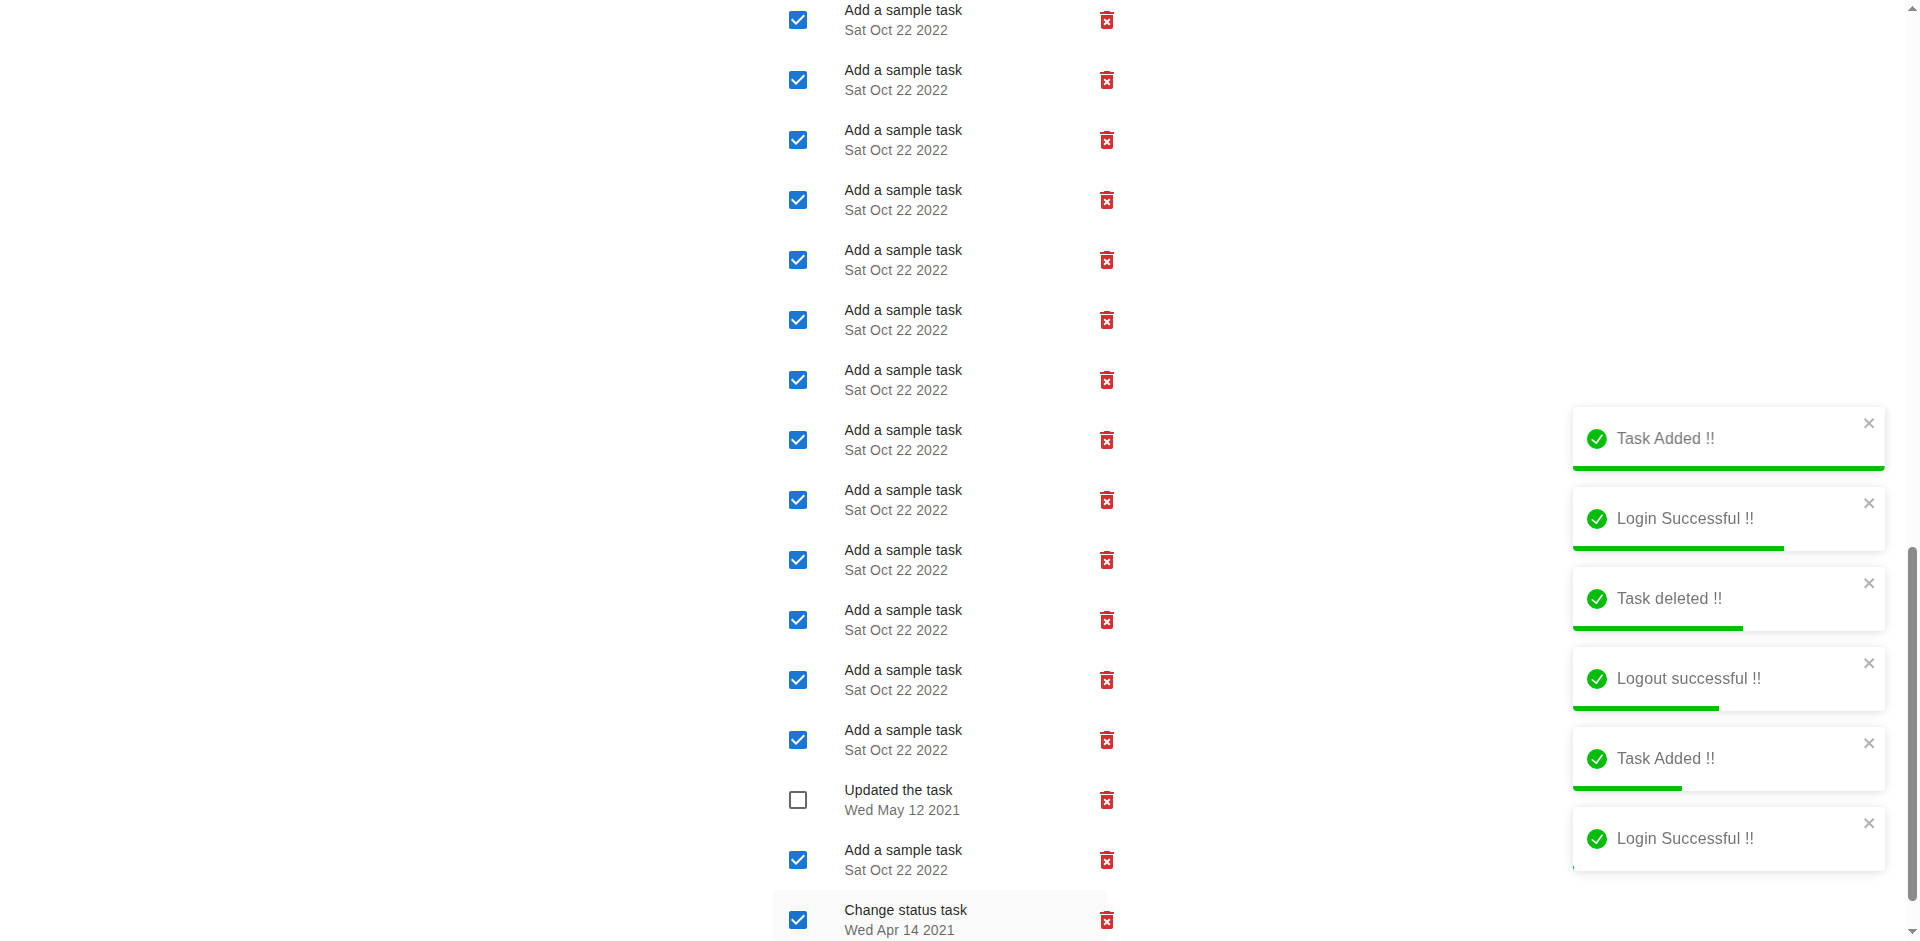 Add a sample task
Sat Oct 22 2022
Add a sample task
Sat Oct 22 2022
Add a sample task
Sat Oct 22 2022
Add a sample task
Sat Oct 22 2022
Add a sample task
Sat Oct 22 2022
Add a sample task
Sat Oct 22 2022
Add a sample task
Sat Oct 22 2022
Add a sample task
Sat Oct 22 2022
Add a sample task
Sat Oct 22 2022
Add a sample task
Sat Oct 22 2022
Add a sample task
Sat Oct 22 2022
Add a sample task
Sat Oct 22 2022
Add a sample task
Sat Oct 22 2022
Updated the task
Wed May 12 2021
Add a sample task
Sat Oct 22 2022
Change status task
Wed Apr 14 2021
Task Added !!
Login Successful !!
Task deleted !!
Logout successful !!
Task Added !!
Login Successful !!